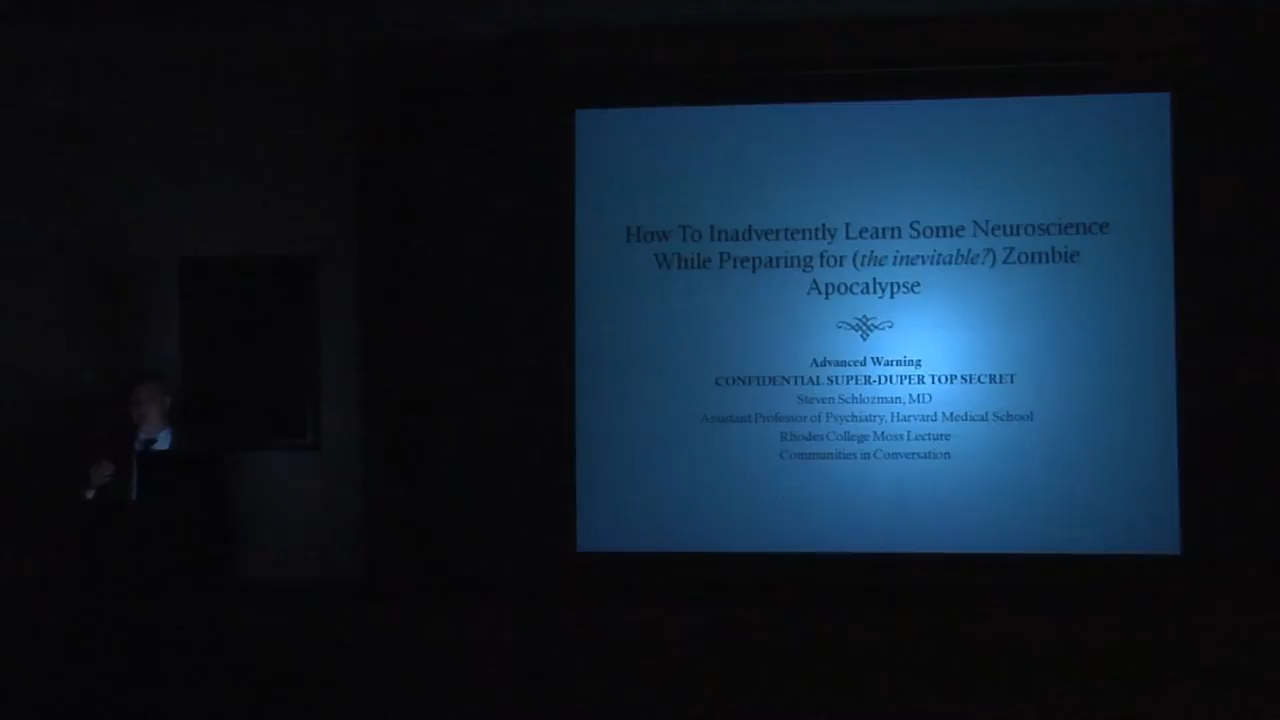 How To Inadvertently Learn Some Neuroscience
While Preparing for (the inevitable?) Zombie
Apocalypse
Advanced Warning
CONFIDENTIAL SUPER-DUPER TOP SECRET
Steven Schlozman, MD
Assistant Professor of Psychiatry, Harvard Medical School
Rhodes College Moss Lecture
Communities in Conversation